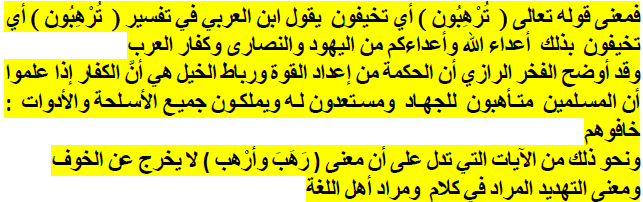 فمعنى قوله تعالى ( تُرْهِبُون ) أي تخيفون يقول ابن العربي في تفسير ( تُرْهِبُون ) أي
تخيفون بذلك أعداء الله وأعداءكم من اليهود والنصارى وكفار العرب
وقد أوضح الفخر الرازي أن الحكمة من إعداد القوة ورباط الخيل هي أنَّ الكفار إذا علموا
أن المسلمين متأهبون للجهاد ومستعدون له ويملكون جميع الأسلحة والأدوات :
خافوهم
ونحو ذلك من الآيات التي تدل على أن معنى ( رَهَبَ وأرْهب ) لا يخرج عن الخوف
ومعنى التهديد المراد في كلام ومراد أهل اللغة